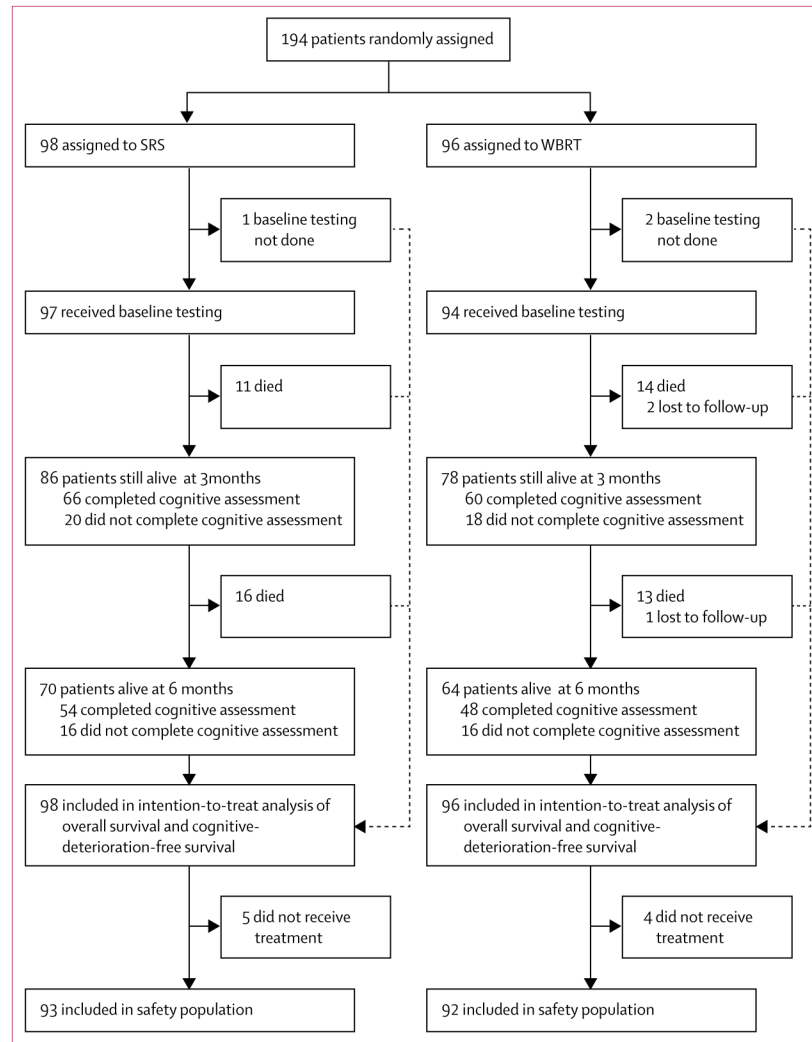 194 patients randomly assigned
98 assigned to SRS
96 assigned to WBRT
1 baseline testing
not done
2 baseline testing
not done
97 received baseline testing
94 received baseline testing
11 died
14 died
2 lost to follow-up
86 patients still alive at 3months
66 completed cognitive assessment
20 did not complete cognitive assessment
78 patients still alive at 3 months
60 completed cognitive assessment
18 did not complete cognitive assessment
16 died
13 died
1 lost to follow-up
70 patients alive at 6 months
54 completed cognitive assessment
16 did not complete cognitive assessment
64 patients alive at 6 months
48 completed cognitive assessment
16 did not complete cognitive assessment
98 included in intention-to-treat analysis of
overall survival and cognitive-
deterioration-free survival
96 included in intention-to-treat analysis of
overall survival and cognitive-
deterioration-free survival
5 did not receive
treatment
4 did not receive
treatment
93 included in safety population
92 included in safety population